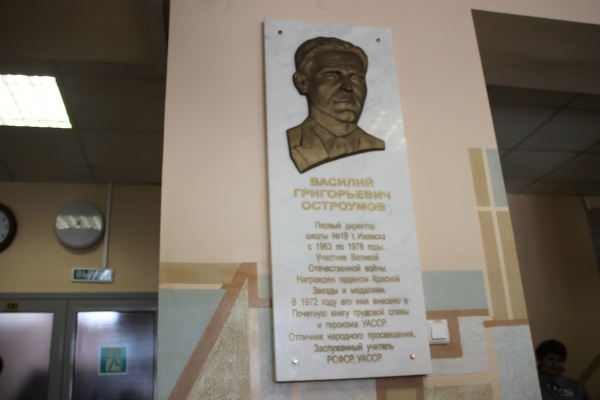 ВАСИЛИЙ
ГРИГОРЬЕВИЧ
ОСТРОУМОВ
Первый директор
школы №19 г. Ижевска
с 1963 по 1978 годы.
Участник Великой
Отечественной войны.
Награжден орденом Красной
Звезды и медалями.
В 1972 году его имя внесено в
Почетную книгу трудовой славы
и героизма УАССР.
Отличник народного просвещения,
Заслуженный учитель
РСФСР, УАССР.